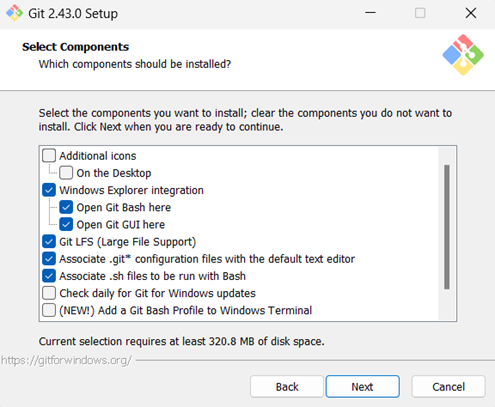 Git 2.43.0 Setup
Select Components
Which components should be installed?
Select the components you want to install; clear the components you do not want to
install. Click Next when you are ready to continue.
Additional icons
On the Desktop
Windows Explorer integration
Open Git Bash here
Open Git GUI here
Git LFS (Large File Support)
Associate .git* configuration files with the default text editor
Associate .sh files to be run with Bash
Check daily for Git for Windows updates
(NEW!) Add a Git Bash Profile to Windows Terminal
Current selection requires at least 320.8 MB of disk space.
https://gitforwindows.org/
Back Next Cancel